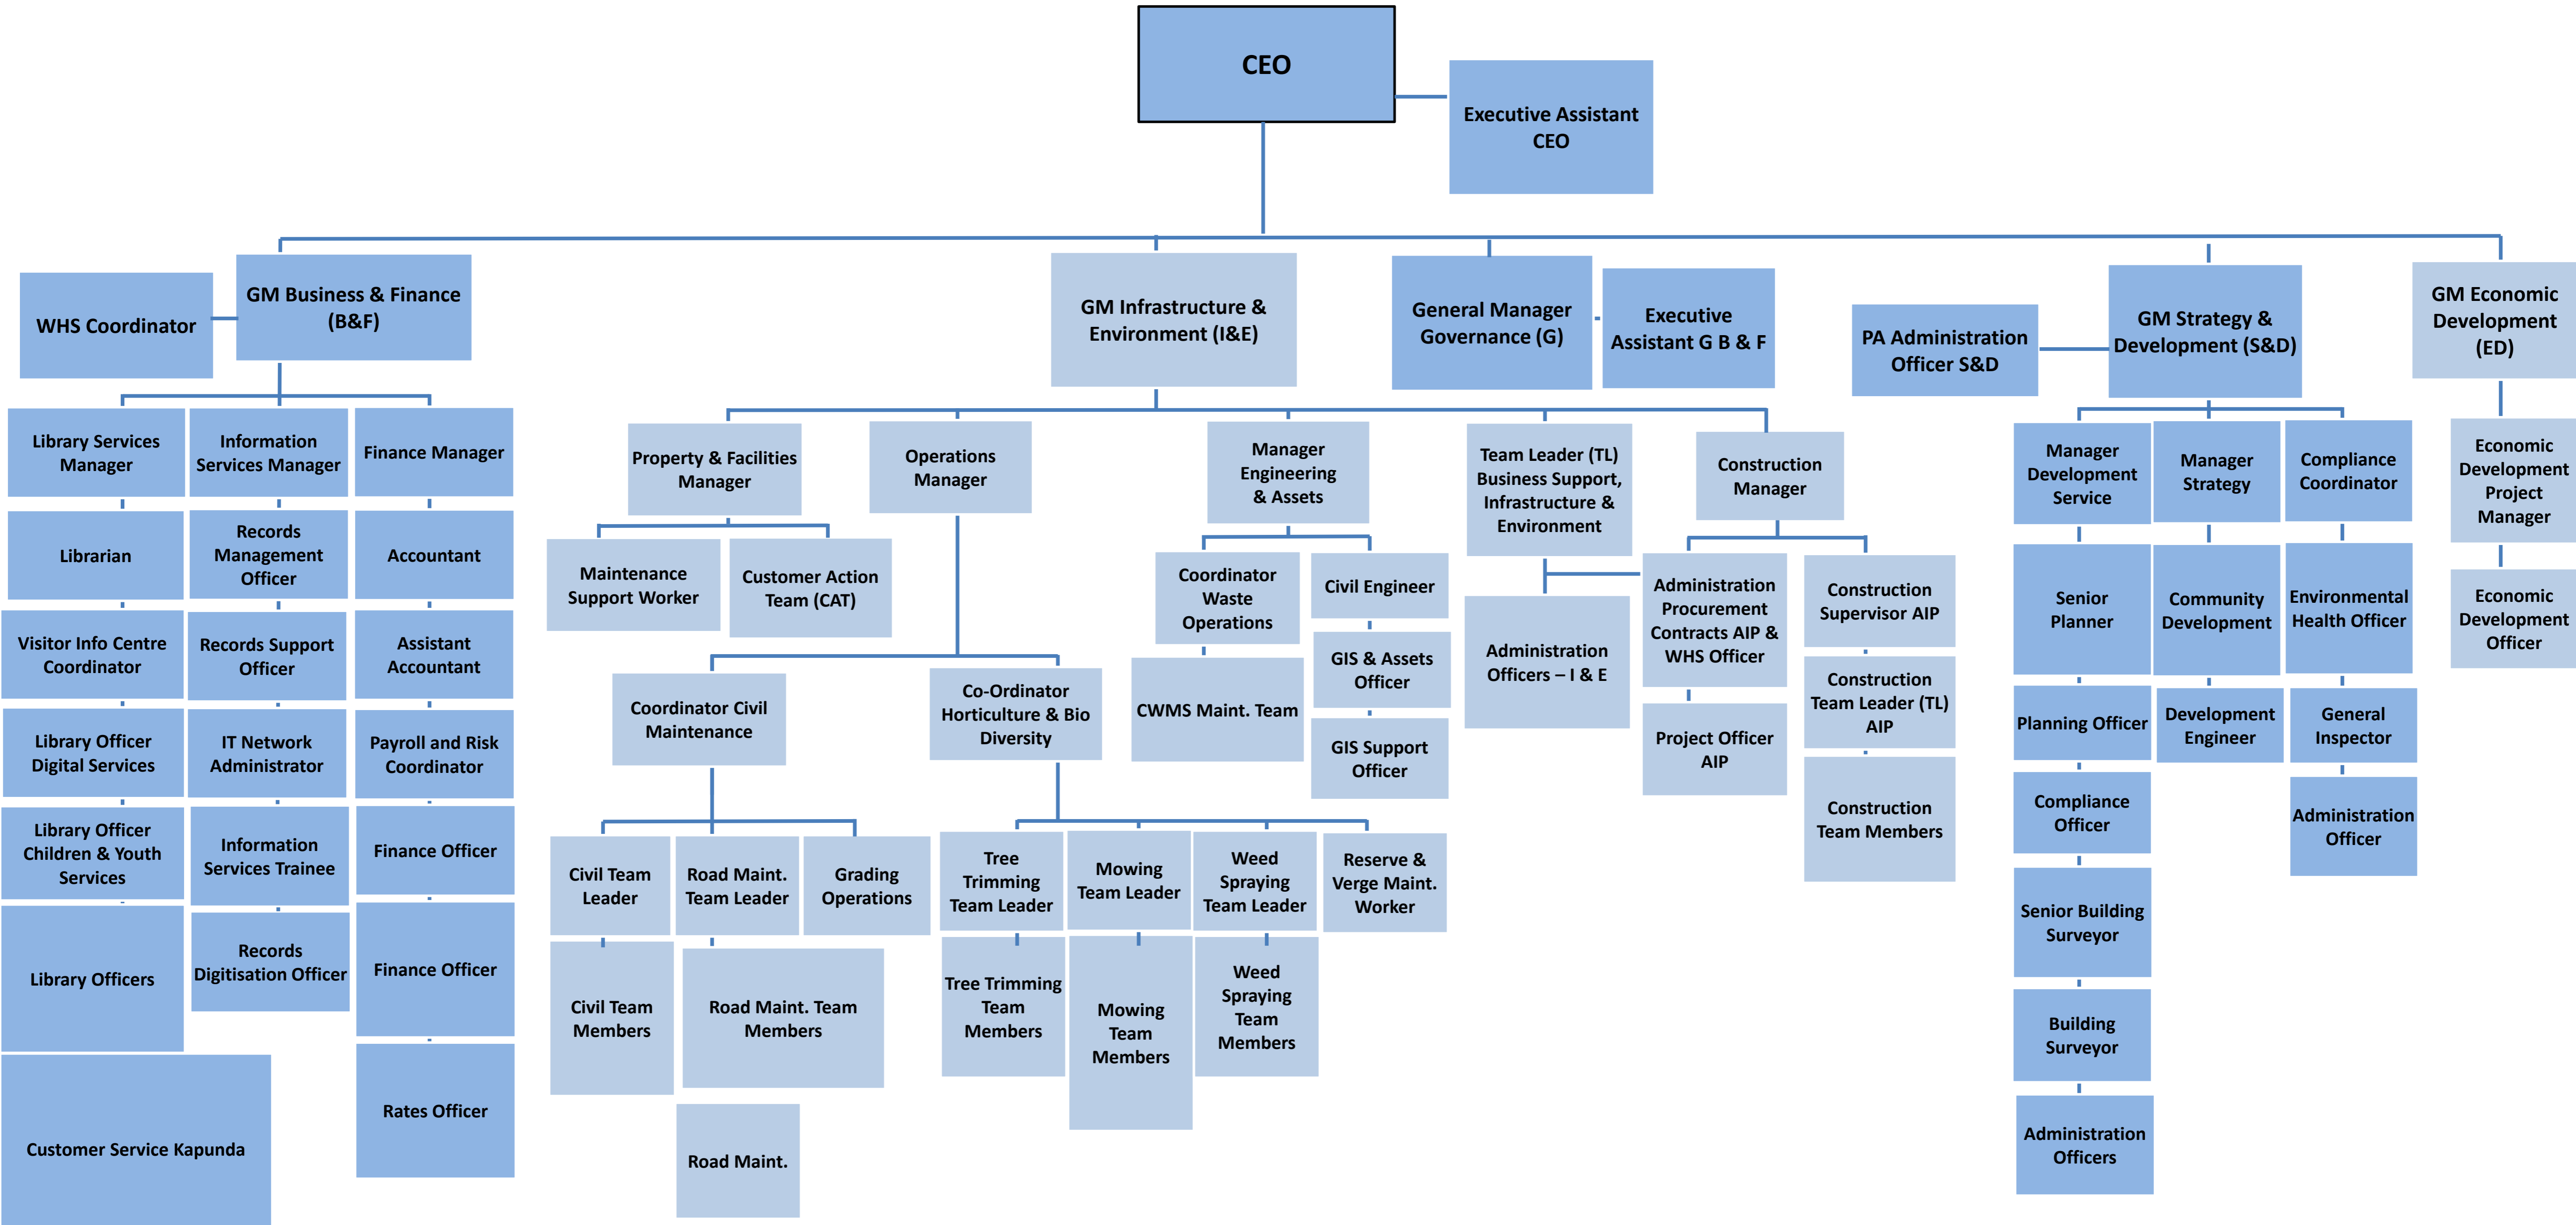 CEO
Executive Assistant
CEO
WHS Coordinator
GM Business & Finance
(B&F)
GM Infrastructure &
Environment (I&E)
General Manager
Governance (G)
Executive
Assistant G B & F
PA Administration
Officer S&D
GM Strategy &
Development (S&D)
GM Economic
Development
(ED)
Library Services
Manager
Librarian
Visitor Info Centre
Coordinator
Library Officer
Digital Services
Library Officer
Children & Youth
Services
Library Officers
Customer Service Kapunda
Information
Services Manager
Records
Management
Officer
Records Support
Officer
IT Network
Administrator
Information
Services Trainee
Records
Digitisation Officer
Finance Manager
Accountant
Assistant
Accountant
Payroll and Risk
Coordinator
Finance Officer
Finance Officer
Rates Officer
Property & Facilities
Manager
Maintenance
Support Worker
Customer Action
Team (CAT)
Operations
Manager
Coordinator Civil
Maintenance
Civil Team
Leader
Civil Team
Members
Road Maint.
Team Leader
Road Maint. Team
Members
Road Maint.
Grading
Operations
Co-Ordinator
Horticulture & Bio
Diversity
Tree
Trimming
Team Leader
Tree Trimming
Team
Members
Mowing
Team Leader
Mowing
Team
Members
Weed
Spraying
Team Leader
Weed
Spraying
Team
Members
Reserve &
Verge Maint.
Worker
Manager
Engineering
& Assets
Coordinator
Waste
Operations
CWMS Maint. Team
Civil Engineer
GIS & Assets
Officer
GIS Support
Officer
Team Leader (TL)
Business Support,
Infrastructure &
Environment
Administration
Officers – I & E
Construction
Manager
Administration
Procurement
Contracts AIP &
WHS Officer
Project Officer
AIP
Construction
Supervisor AIP
Construction
Team Leader (TL)
AIP
Construction
Team Members
Manager
Development
Service
Senior
Planner
Planning Officer
Compliance
Officer
Senior Building
Surveyor
Building
Surveyor
Administration
Officers
Manager
Strategy
Community
Development
Development
Engineer
Compliance
Coordinator
Environmental
Health Officer
General
Inspector
Administration
Officer
Economic
Development
Project
Manager
Economic
Development
Officer